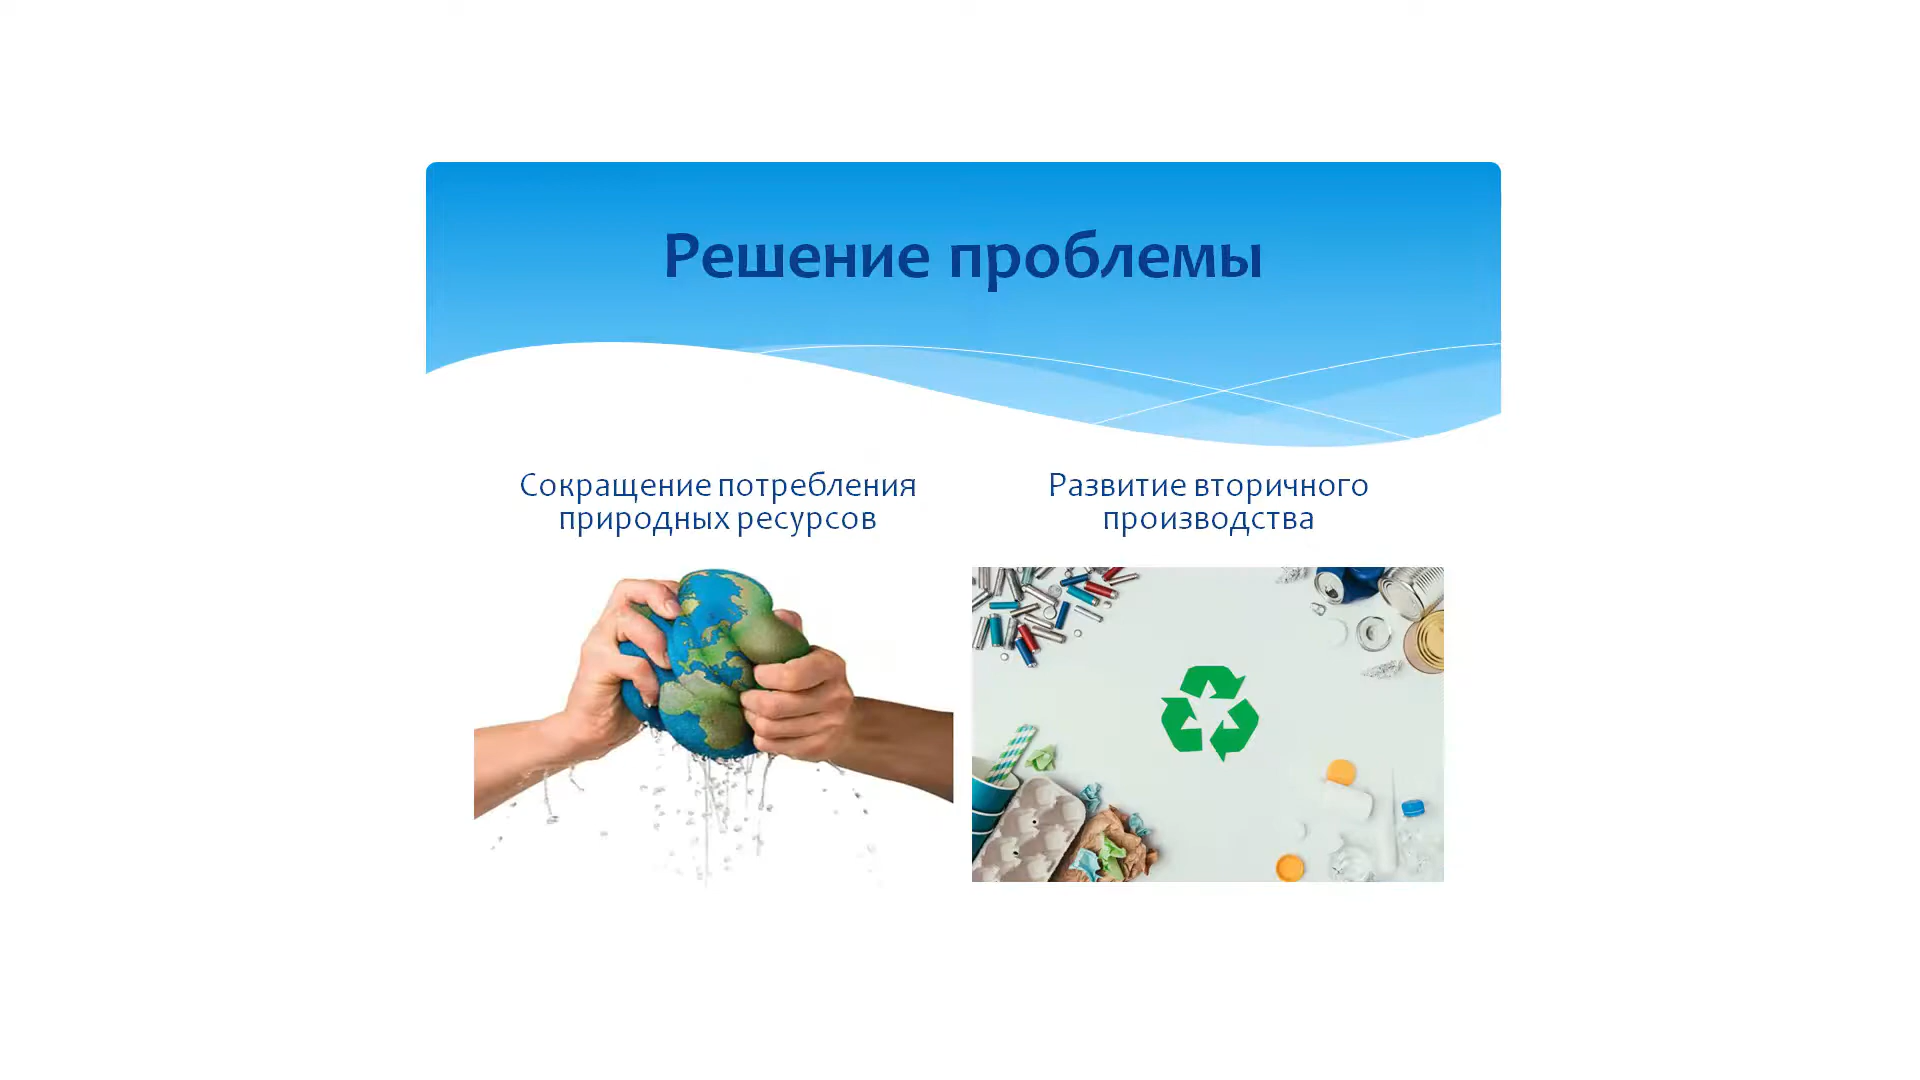 Решение проблемы
Сокращение потребления
природных ресурсов
Развитие вторичного
производства